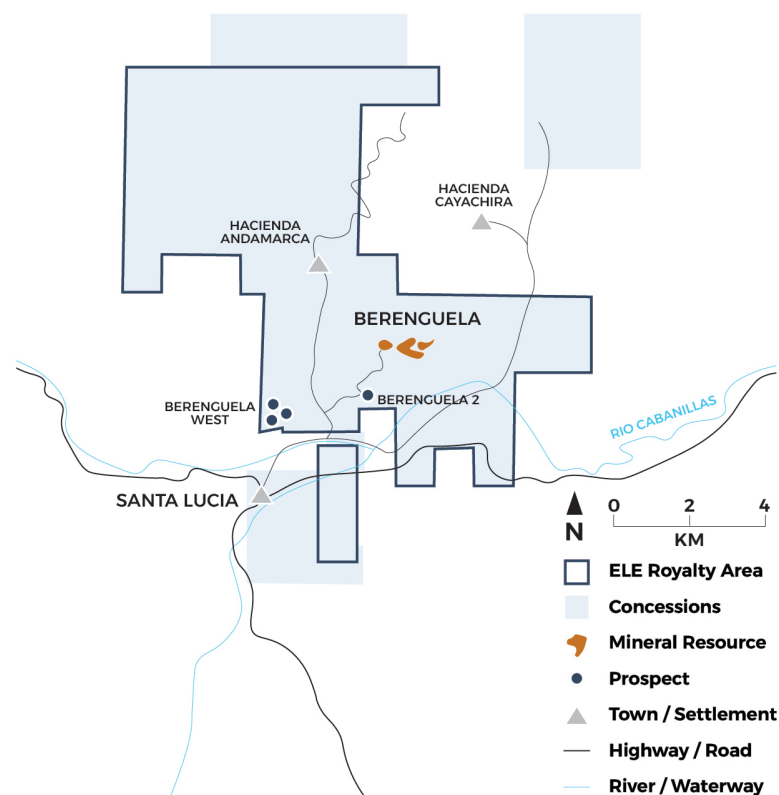 HACIENDA
CAYACHIRA
HACIENDA
ANDAMARCA
BERENGUELA
BERENGUELA 2
BERENGUELA
WEST
RIO CABANILLAS
SANTA LUCIA
0 2 4
KM
N
ELE Royalty Area
Concessions
Mineral Resource
Prospect
Town / Settlement
Highway / Road
River / Waterway